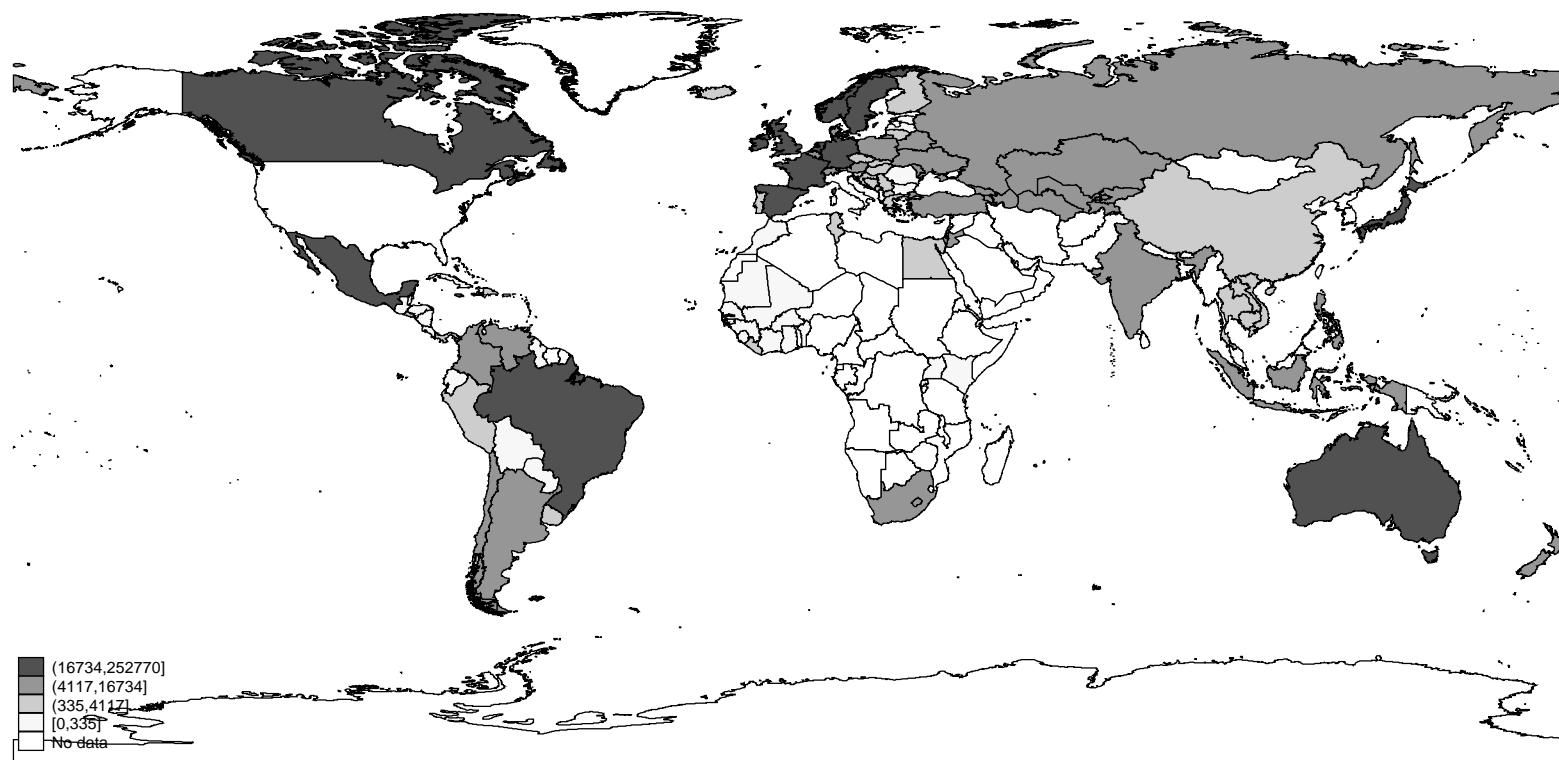 (16734,252770]
(4117,16734]
(335,4117]
[0,335]
No data